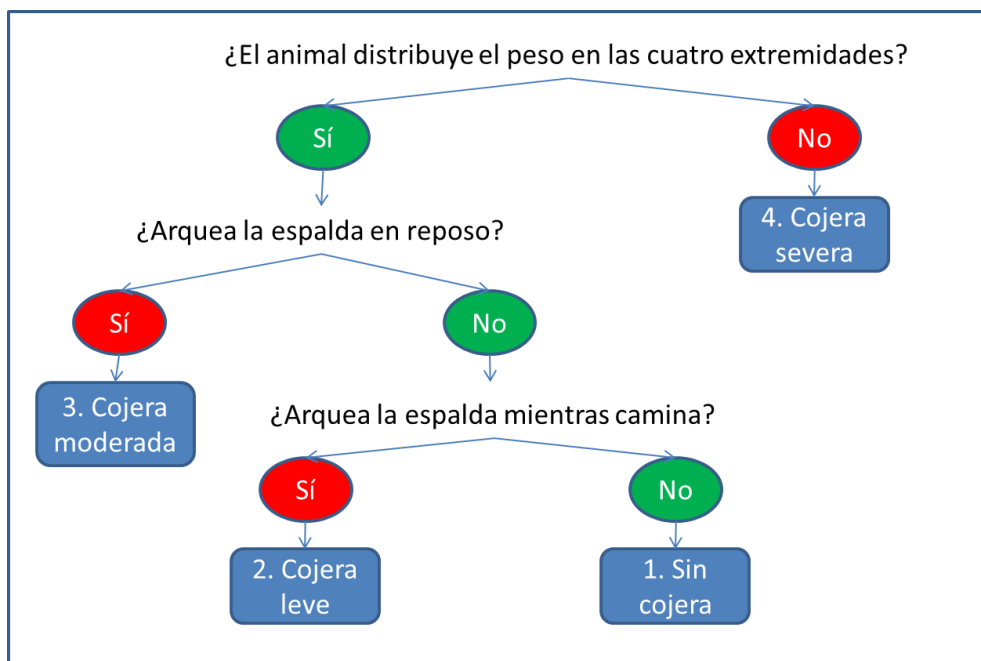 ¿El animal distribuye el peso en las cuatro extremidades?
Sí
No
4. Cojera
severa
¿Arquea la espalda en reposo?
Sí
No
3. Cojera
moderada
¿Arquea la espalda mientras camina?
Sí
No
2. Cojera
leve
1. Sin
cojera